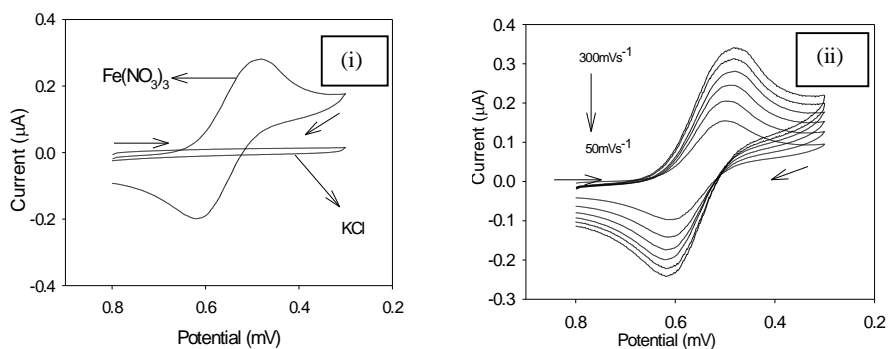 (i)
Fe(NO3)3
KCl
Current (μA)
0.4
0.2
0.0
-0.2
-0.4
0.8
0.6
0.4
0.2
Potential (mV)
(ii)
300mVs-1
50mVs-1
Current (μA)
0.4
0.3
0.2
0.1
0.0
-0.1
-0.2
-0.3
0.8
0.6
0.4
0.2
Potential (mV)